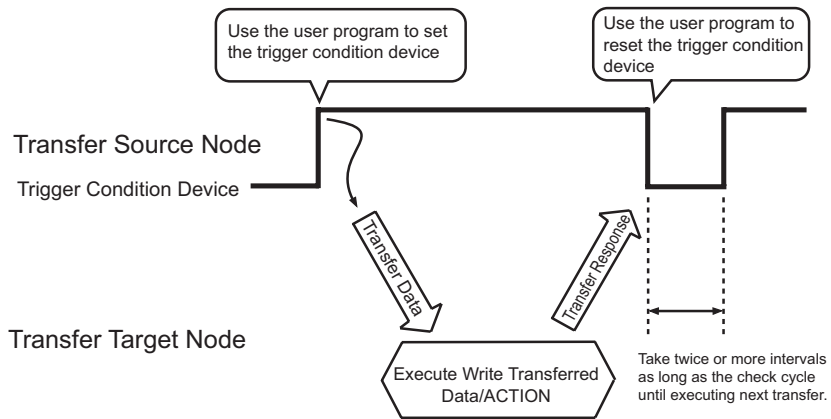 Use the user program to set
the trigger condition device
Use the user program to
reset the trigger condition
device
Transfer Source Node
Trigger Condition Device
Transfer Data
Transfer Response
Transfer Target Node
Execute Write Transferred
Data/ACTION
Take twice or more intervals
as long as the check cycle
until executing next transfer.